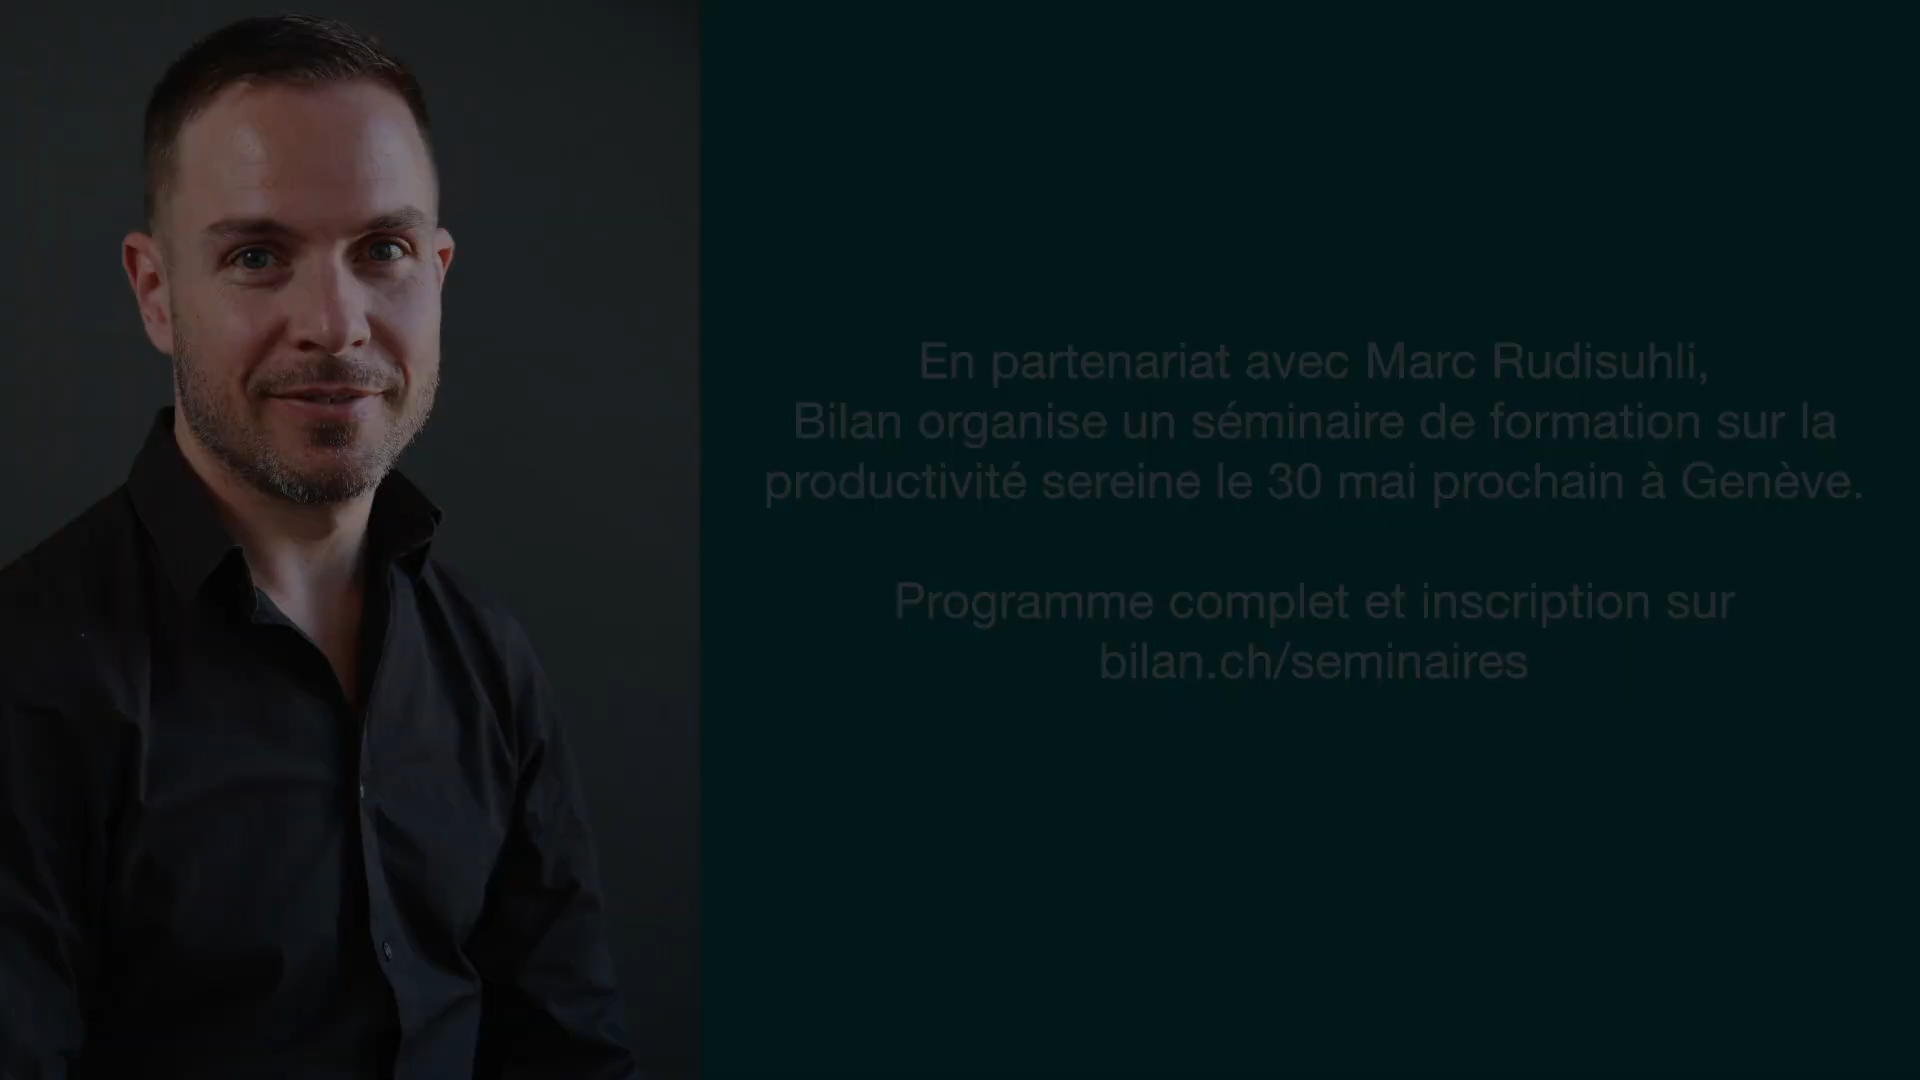 En partenariat avec Marc Rudisuhli,
Bilan organise un séminaire de formation sur la
productivité sereine le 30 mai prochain à Genève.
Programme complet et inscription sur
bilan.ch/seminaires